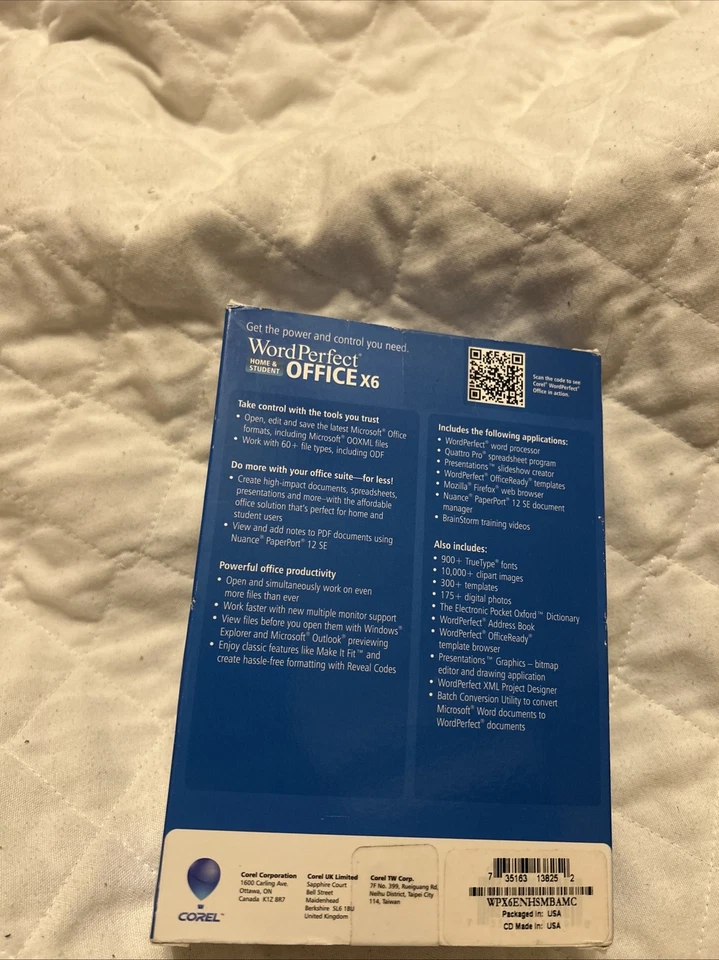 Get the power and control you need.
WordPerfect®
HOME &
STUDENT
OFFICE X6
Scan the code to see
Corel® WordPerfect®
Office in action.
Take control with the tools you trust
• Open, edit and save the latest Microsoft® Office
formats, including Microsoft® OOXML files
• Work with 60+ file types, including ODF
Do more with your office suite—for less!
• Create high-impact documents, spreadsheets,
presentations and more–with the affordable
office solution that's perfect for home and
student users
• View and add notes to PDF documents using
Nuance® PaperPort® 12 SE
Powerful office productivity
• Open and simultaneously work on even
more files than ever
• Work faster with new multiple monitor support
• View files before you open them with Windows®
Explorer and Microsoft® Outlook® previewing
• Enjoy classic features like Make It Fit™ and
create hassle-free formatting with Reveal Codes
Includes the following applications:
• WordPerfect® word processor
• Quattro Pro® spreadsheet program
• Presentations™ slideshow creator
• WordPerfect® OfficeReady® templates
• Mozilla® Firefox® web browser
• Nuance® PaperPort® 12 SE document
manager
• BrainStorm training videos
Also includes:
• 900+ TrueType® fonts
• 10,000+ clipart images
• 300+ templates
• 175+ digital photos
• The Electronic Pocket Oxford™ Dictionary
• WordPerfect® Address Book
• WordPerfect® OfficeReady®
template browser
• Presentations™ Graphics – bitmap
editor and drawing application
• WordPerfect XML Project Designer
• Batch Conversion Utility to convert
Microsoft® Word documents to
WordPerfect® documents
COREL™
Corel Corporation
1600 Carling Ave.
Ottawa, ON
Canada K1Z 8R7
Corel UK Limited
Sapphire Court
Bell Street
Maidenhead
Berkshire SL6 1BU
United Kingdom
Corel TW Corp.
7F No. 399, Rueiguang Rd,
Neihu District, Taipei City
114, Taiwan
7 35163 13825 2
WPX6ENHSMBAMC
Packaged in: USA
CD Made in: USA